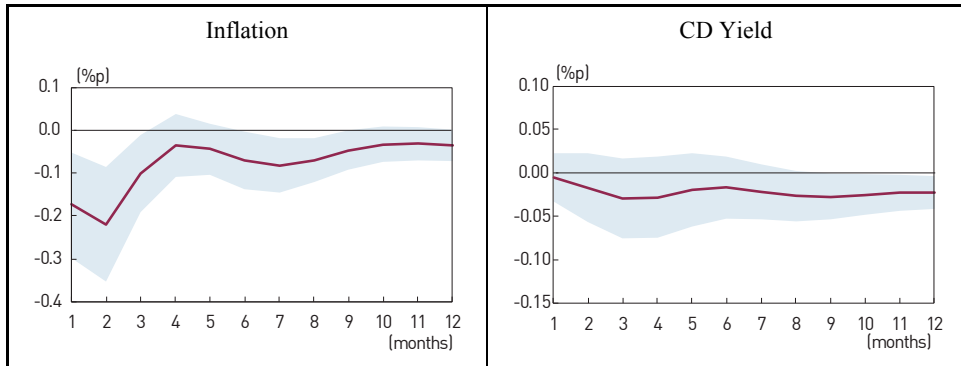 Inflation
(%p)
0.1
0.0
-0.1
-0.2
-0.3
-0.4
1 2 3 4 5 6 7 8 9 10 11 12
(months)
CD Yield
(%p)
0.10
0.05
0.00
-0.05
-0.10
-0.15
1 2 3 4 5 6 7 8 9 10 11 12
(months)